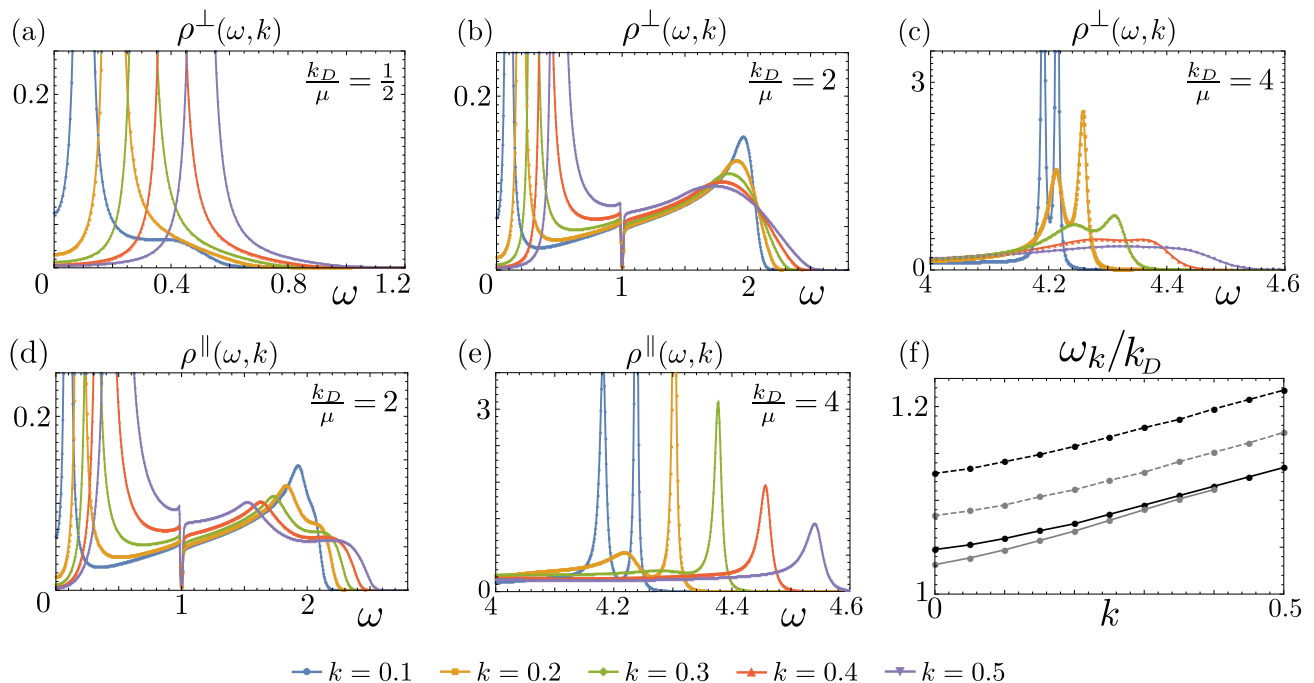 (a) ρ⊥(ω,k)
k_D/μ = 1/2
0.2
0 0.4 0.8 1.2
ω
(b) ρ⊥(ω,k)
k_D/μ = 2
0.2
0 1 2
ω
(c) ρ⊥(ω,k)
k_D/μ = 4
3
0
4 4.2 4.4 4.6
ω
(d) ρ∥(ω,k)
k_D/μ = 2
0.2
0 1 2
ω
(e) ρ∥(ω,k)
k_D/μ = 4
3
0
4 4.2 4.4 4.6
ω
(f) ω_k/k_D
1.2
1
0 0.5
k
k = 0.1 k = 0.2 k = 0.3 k = 0.4 k = 0.5